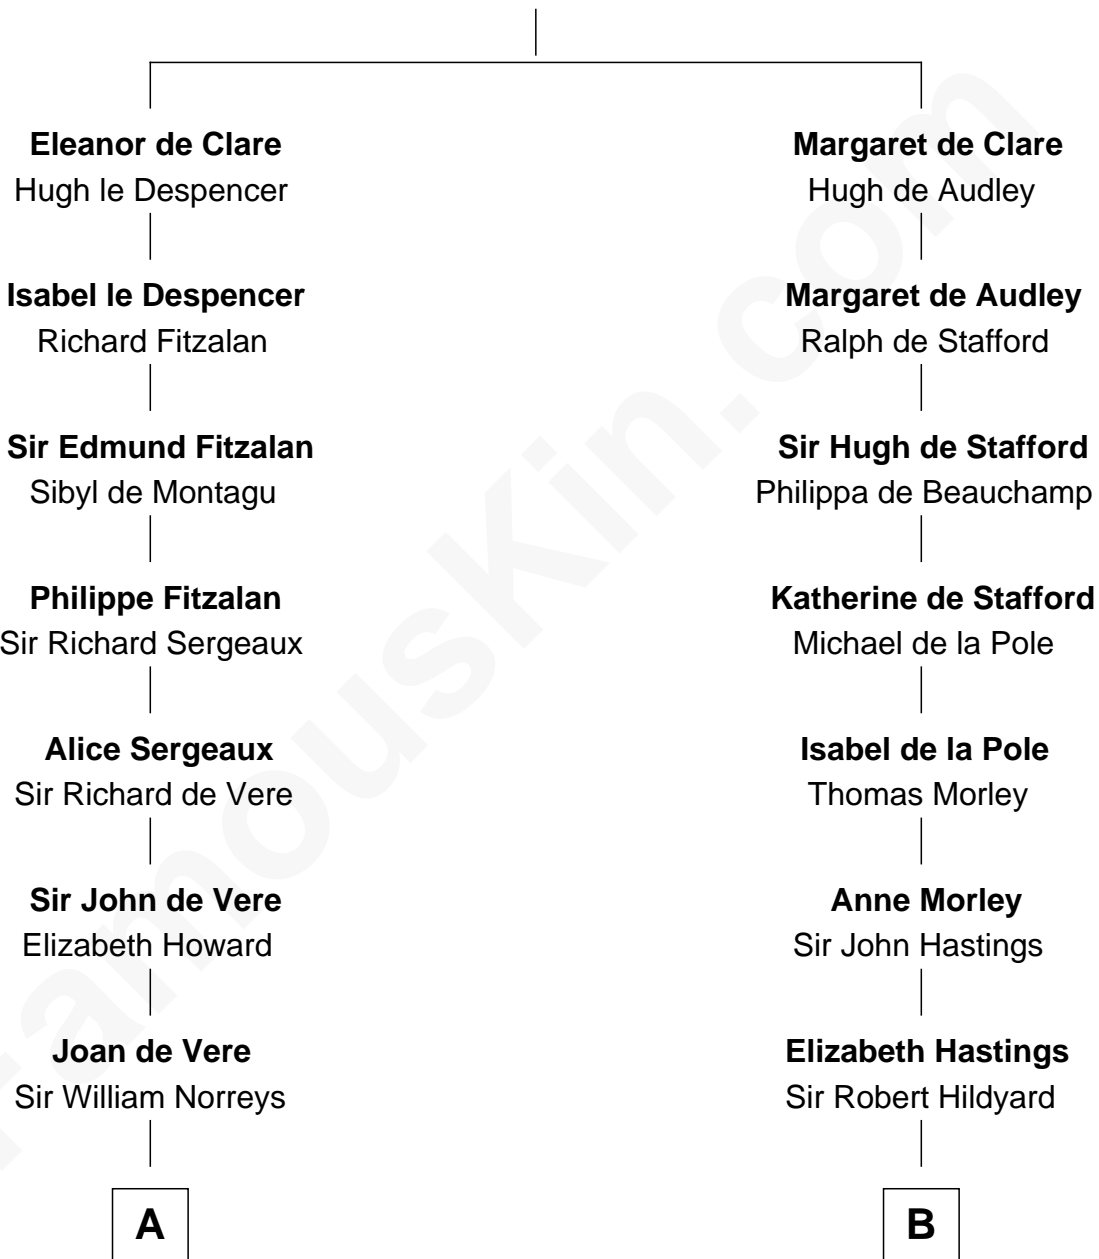 Eleanor de Clare
Hugh le Despencer
Isabel le Despencer
Richard Fitzalan
Sir Edmund Fitzalan
Sibyl de Montagu
Philippe Fitzalan
Sir Richard Sergeaux
Alice Sergeaux
Sir Richard de Vere
Sir John de Vere
Elizabeth Howard
Joan de Vere
Sir William Norreys
A
Margaret de Clare
Hugh de Audley
Margaret de Audley
Ralph de Stafford
Sir Hugh de Stafford
Philippa de Beauchamp
Katherine de Stafford
Michael de la Pole
Isabel de la Pole
Thomas Morley
Anne Morley
Sir John Hastings
Elizabeth Hastings
Sir Robert Hildyard
B
FamousKin.com